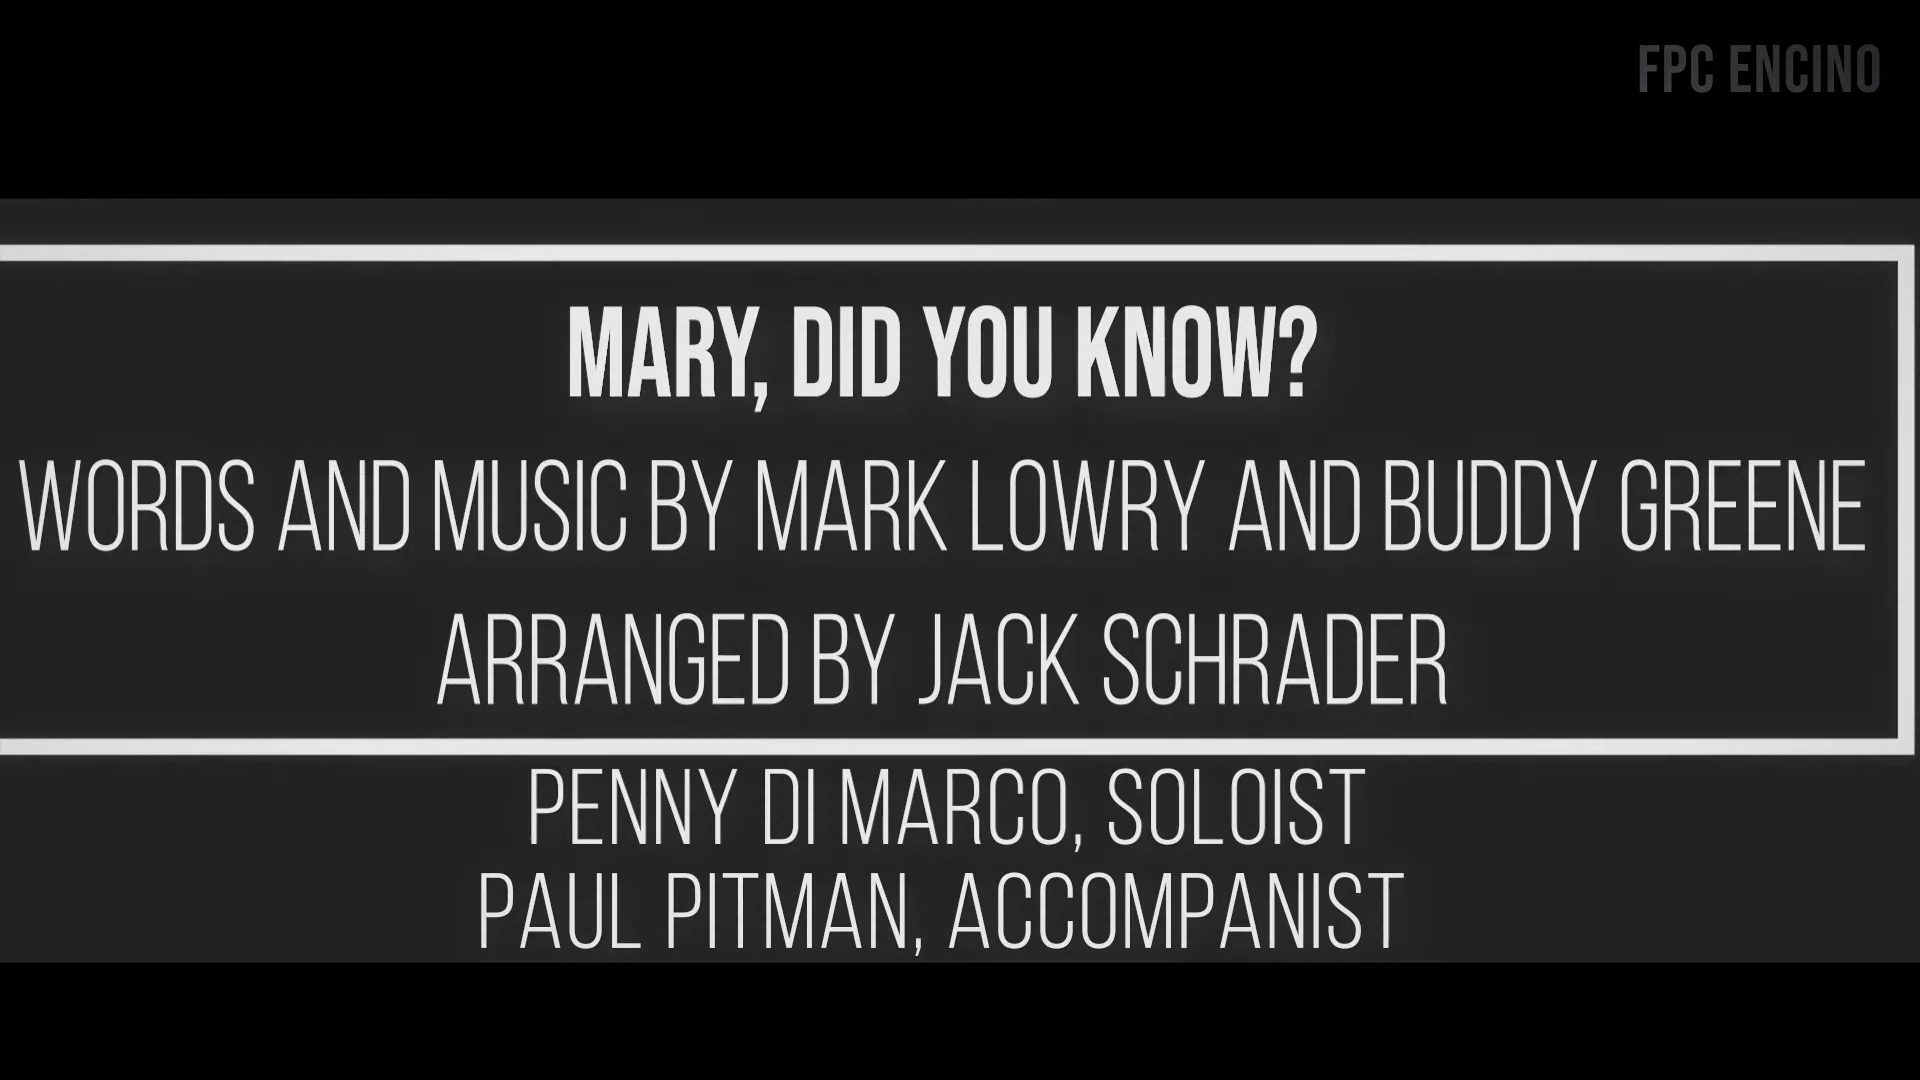 FPC ENCINO
MARY, DID YOU KNOW?
WORDS AND MUSIC BY MARK LOWRY AND BUDDY GREENE
ARRANGED BY JACK SCHRADER
PENNY DI MARCO, SOLOIST
PAUL PITMAN, ACCOMPANIST